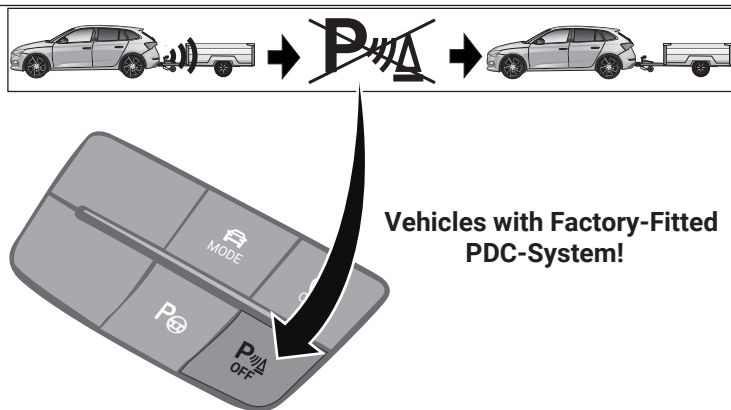 P
Vehicles with Factory-Fitted
PDC-System!
MODE
P
P
OFF